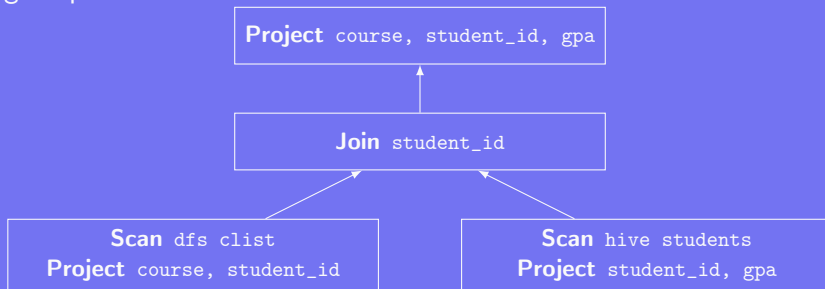 Project course, student_id, gpa
Join student_id
Scan dfs clist
Project course, student_id
Scan hive students
Project student_id, gpa